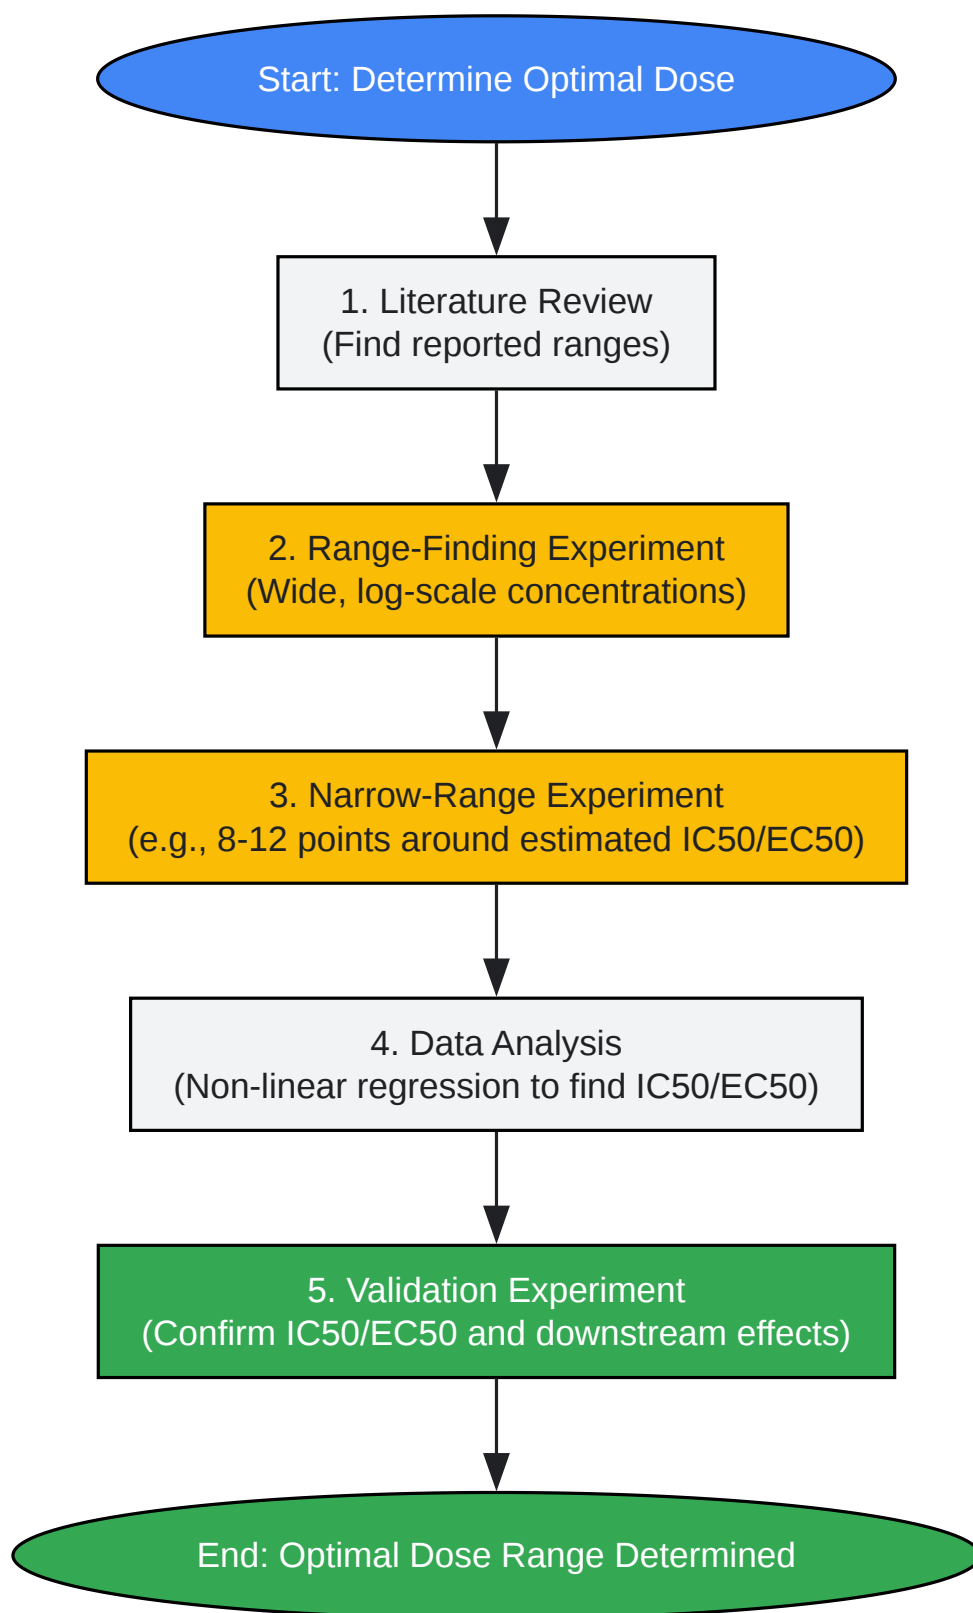 Start: Determine Optimal Dose
1. Literature Review
(Find reported ranges)
2. Range-Finding Experiment
(Wide, log-scale concentrations)
3. Narrow-Range Experiment
(e.g., 8-12 points around estimated IC50/EC50)
4. Data Analysis
(Non-linear regression to find IC50/EC50)
5. Validation Experiment
(Confirm IC50/EC50 and downstream effects)
End: Optimal Dose Range Determined